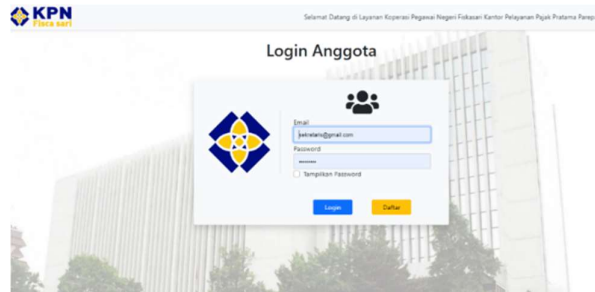 KPN
Fisca sari
Selamat Datang di Layanan Koperasi Pegawai Negeri Fiskasari Kantor Pelayanan Pajak Pratama Parep
Login Anggota
Email
sekretaris@gmail.com
Password
Tampilkan Password
Login
Daftar